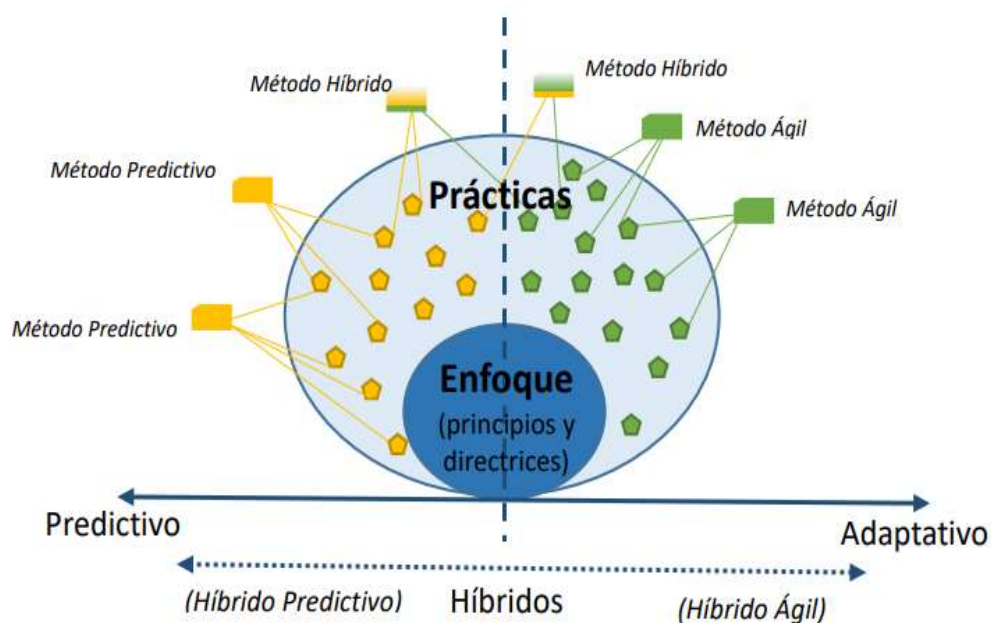 Método Híbrido
Método Híbrido
Método Ágil
Método Predictivo
Prácticas
Método Ágil
Método Predictivo
Enfoque
(principios y
directrices)
Predictivo
Adaptativo
(Híbrido Predictivo)
Híbridos
(Híbrido Ágil)